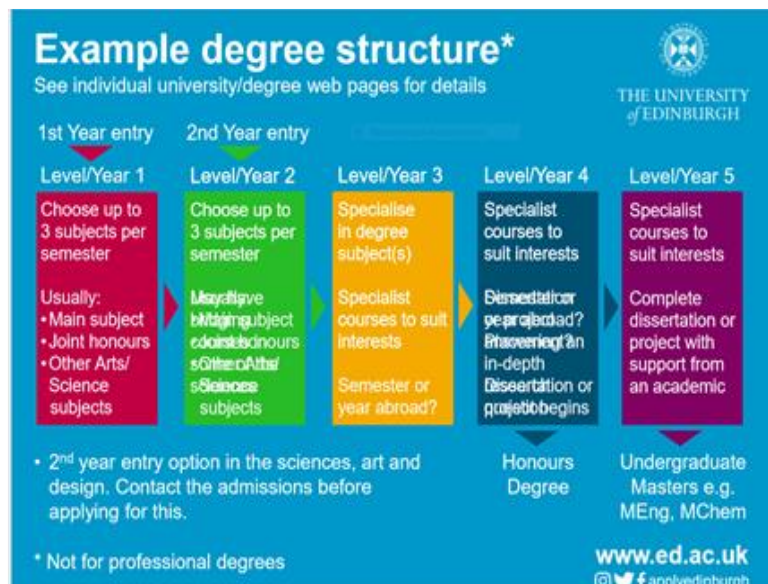 Example degree structure*
See individual university/degree web pages for details
THE UNIVERSITY
of EDINBURGH
1st Year entry
2nd Year entry
Level/Year 1
Choose up to
3 subjects per
semester
Usually:
• Main subject
• Joint honours
• Other Arts/
Science
subjects
Level/Year 2
Choose up to
3 subjects per
semester
subjects
Level/Year 3
Specialise
in degree
subject(s)
Specialist
courses to suit
interests
Semester or
year abroad?
Level/Year 4
Specialist
courses to
suit interests
in-depth
Level/Year 5
Specialist
courses to
suit interests
Complete
dissertation or
project with
support from
an academic
• 2nd year entry option in the sciences, art and
design. Contact the admissions before
applying for this.
Honours
Degree
Undergraduate
Masters e.g.
MEng, MChem
* Not for professional degrees
www.ed.ac.uk
applyedinburgh